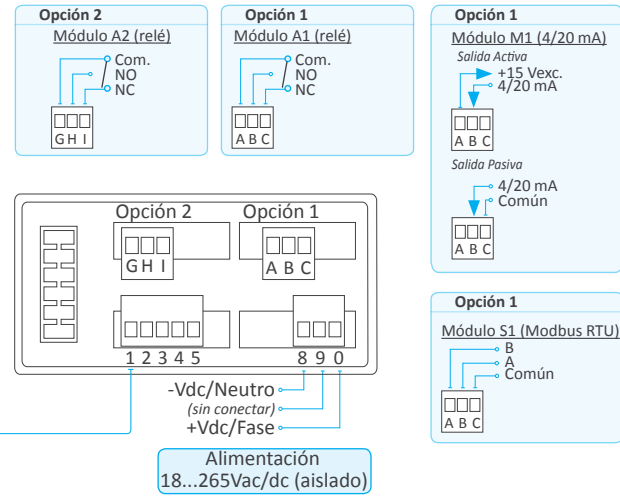 Opción 2
Módulo A2 (relé)
Com.
NO
NC
G H I
Opción 1
Módulo A1 (relé)
Com.
NO
NC
A B C
Opción 1
Módulo M1 (4/20 mA)
Salida Activa
+15 Vexc.
4/20 mA
A B C
Salida Pasiva
4/20 mA
Común
A B C
Opción 2
Opción 1
G H I
A B C
1 2 3 4 5
8 9 0
-Vdc/Neutro
(sin conectar)
+Vdc/Fase
Alimentación
18...265Vac/dc (aislado)
Opción 1
Módulo S1 (Modbus RTU)
B
A
Común
A B C